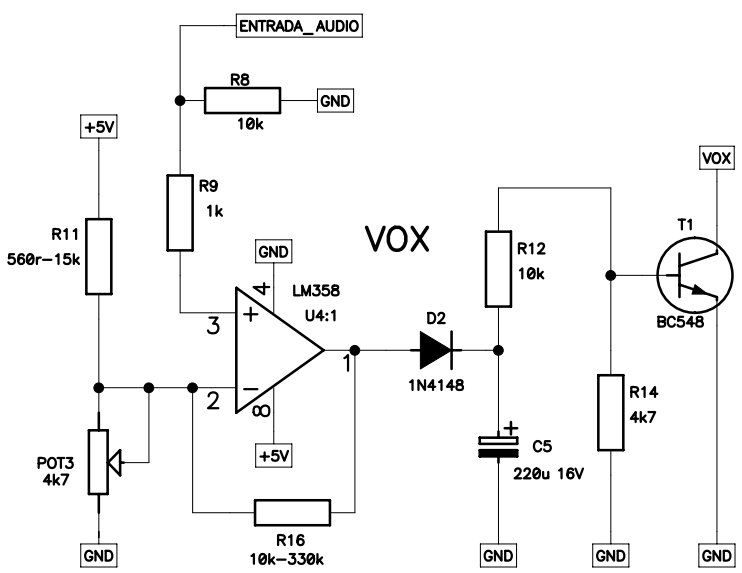 ENTRADA_AUDIO
R8
GND
10k
+5V
VOX
R9
1k
T1
R11
560r-15k
VOX
GND
R12
10k
4
LM358
U4:1
3
+
D2
BC548
1
1N4148
2
−
8
R14
4k7
POT3
4k7
+5V
+
C5
220u 16V
R16
10k-330k
GND
GND
GND
GND